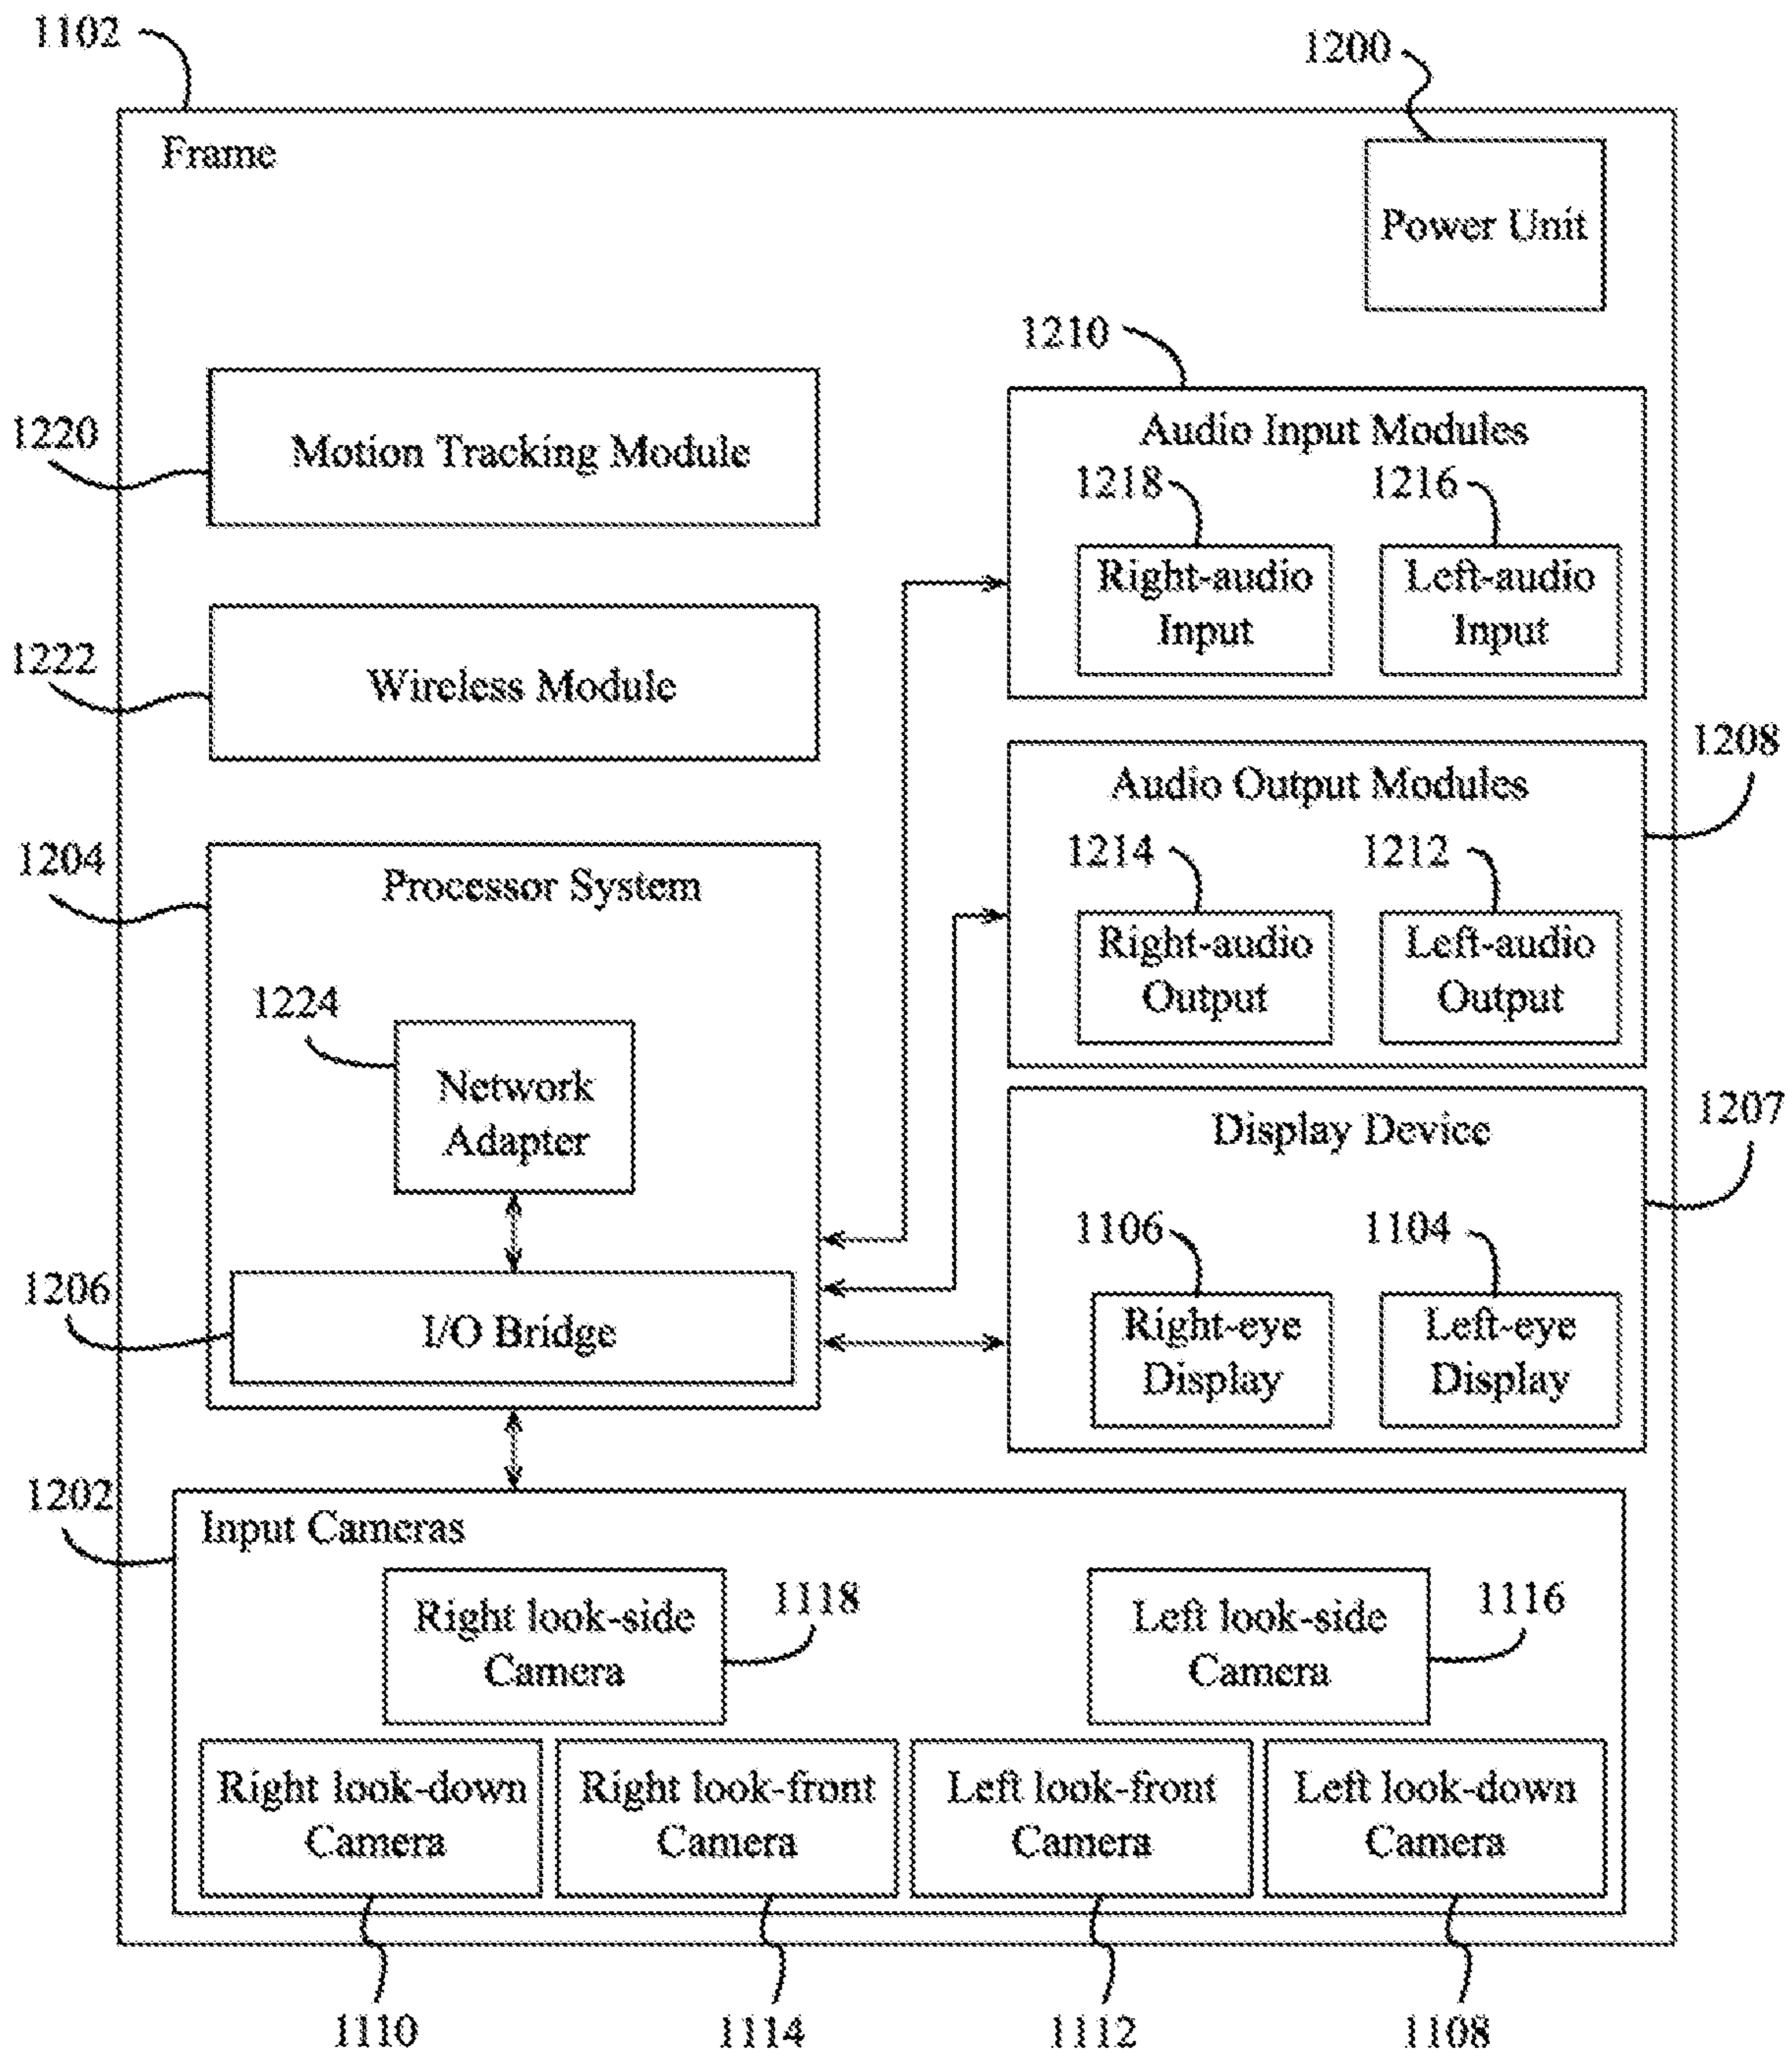 1102
1200
Frame
Power Unit
1210
1220
Motion Tracking Module
Audio Input Modules
1218
1216
Right-audio
Input
Left-audio
Input
1222
Wireless Module
1208
Audio Output Modules
1204
Processor System
1214
1212
Right-audio
Output
Left-audio
Output
1224
Network
Adapter
1207
Display Device
1106
1104
1206
I/O Bridge
Right-eye
Display
Left-eye
Display
1202
Input Cameras
Right look-side
Camera
1118
Left look-side
Camera
1116
Right look-down
Camera
Right look-front
Camera
Left look-front
Camera
Left look-down
Camera
1110
1114
1112
1108